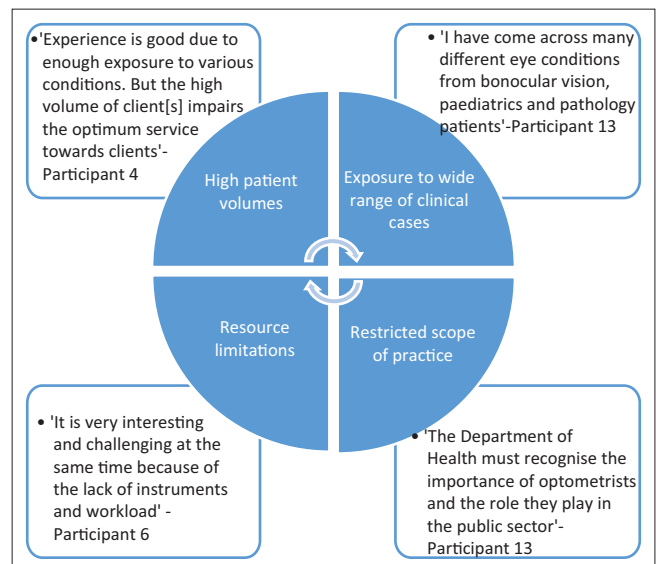 • 'Experience is good due to
enough exposure to various
conditions. But the high
volume of client[s] impairs
the optimum service
towards clients'-
Participant 4
• 'I have come across many
different eye conditions
from bonocular vision,
paediatrics and pathology
patients'-Participant 13
High patient
volumes
Exposure to wide
range of clinical
cases
Resource
limitations
Restricted scope
of practice
• 'It is very interesting
and challenging at the
same time because of
the lack of instruments
and workload' -
Participant 6
• 'The Department of
Health must recognise the
importance of optometrists
and the role they play in
the public sector'-
Participant 13